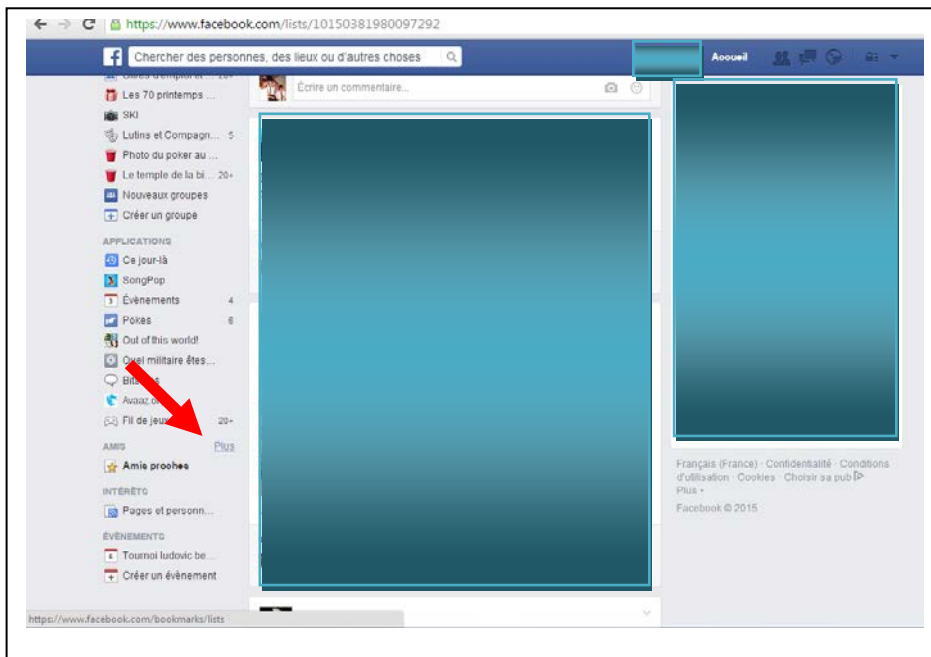 https://www.facebook.com/lists/10150381980097292
Chercher des personnes, des lieux ou d'autres choses
Accueil
20+
Les 70 printemps ...
SKI
Lutins et Compagn... 5
Photo du poker au ...
Le temple de la bi... 20+
Nouveaux groupes
Créer un groupe
APPLICATIONS
Ce jour-là
SongPop
Évènements 4
Pokes 6
Out of this world!
Quel militaire êtes...
Avaaz.o
Fil de jeux 20+
AMIS Plus
Amis proches
INTÉRÊTS
Pages et personn...
ÉVÈNEMENTS
Tournoi ludovic be...
Créer un évènement
Écrire un commentaire...
Français (France) · Confidentialité · Conditions
d'utilisation · Cookies · Choisir sa pub
Plus
Facebook © 2015
https://www.facebook.com/bookmarks/lists